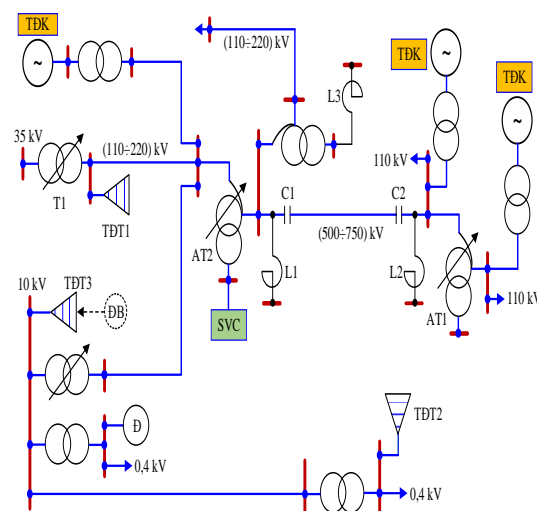 TĐK
(110÷220) kV
TĐK
TĐK
~
~
~
L3
35 kV
(110÷220) kV
110 kV
T1
C1
C2
TĐT1
(500÷750) kV
AT2
L1
L2
10 kV
TĐT3
ĐB
AT1
110 kV
SVC
Đ
0,4 kV
TĐT2
0,4 kV